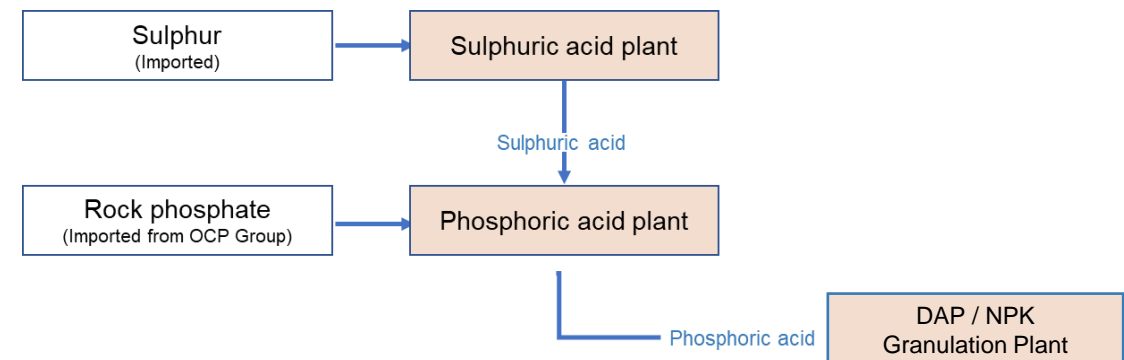 Sulphur
(Imported)
Sulphuric acid plant
Sulphuric acid
Rock phosphate
(Imported from OCP Group)
Phosphoric acid plant
Phosphoric acid
DAP / NPK
Granulation Plant